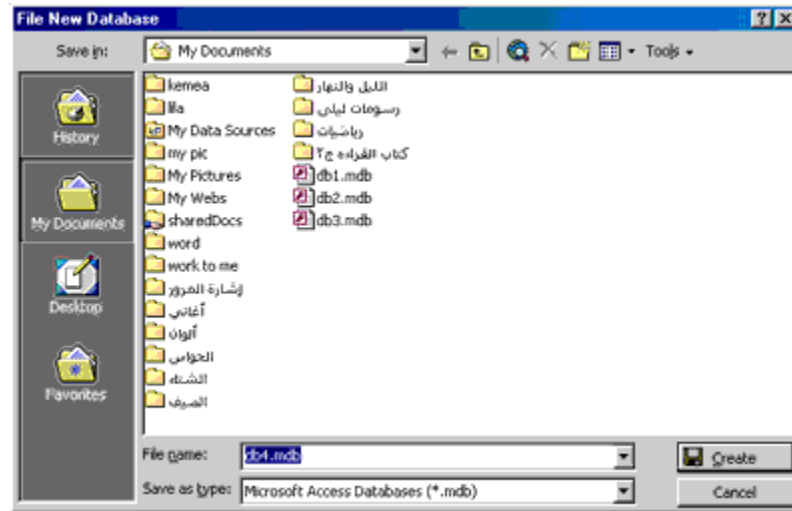 File New Database
Save in:
My Documents
Tools
History
My Documents
Desktop
Favorites
kemea
lila
My Data Sources
my pic
My Pictures
My Webs
sharedDocs
word
work to me
إشارة المرور
أغاني
ألوان
الحواس
الشتاء
الصيف
الليل والنهار
رسومات ليلى
رياضيات
كتاب القراءه ج٢
db1.mdb
db2.mdb
db3.mdb
File name:
db4.mdb
Create
Save as type:
Microsoft Access Databases (*.mdb)
Cancel